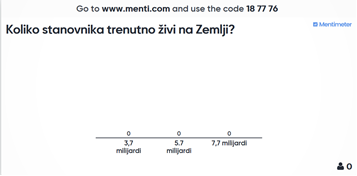 Go to www.menti.com and use the code 18 77 76
Koliko stanovnika trenutno živi na Zemlji?
Mentimeter
0 0 0
3,7 milijardi
5.7 milijardi
7,7 milijardi
0